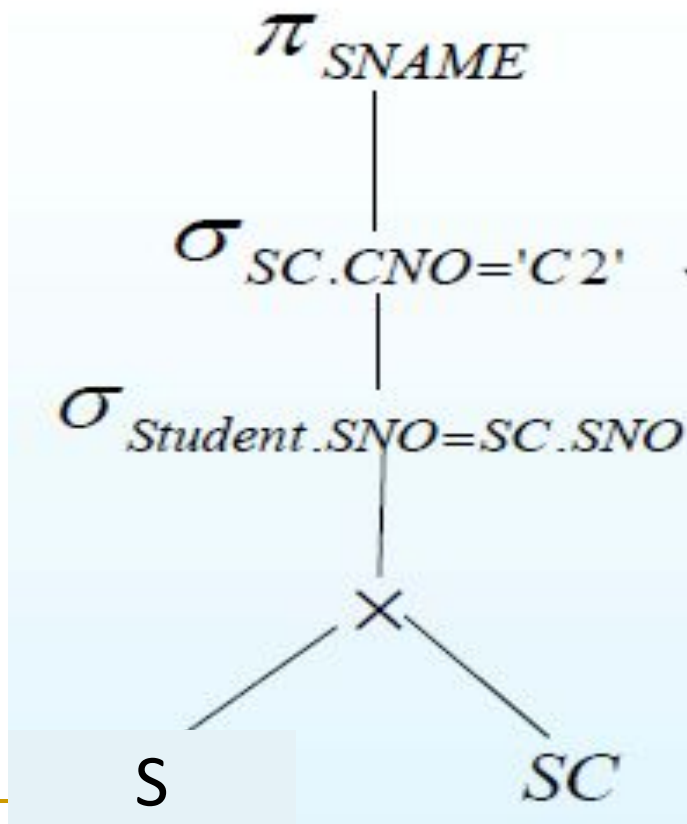 π SNAME
σ SC.CNO='C2'
σ Student.SNO=SC.SNO
×
S SC